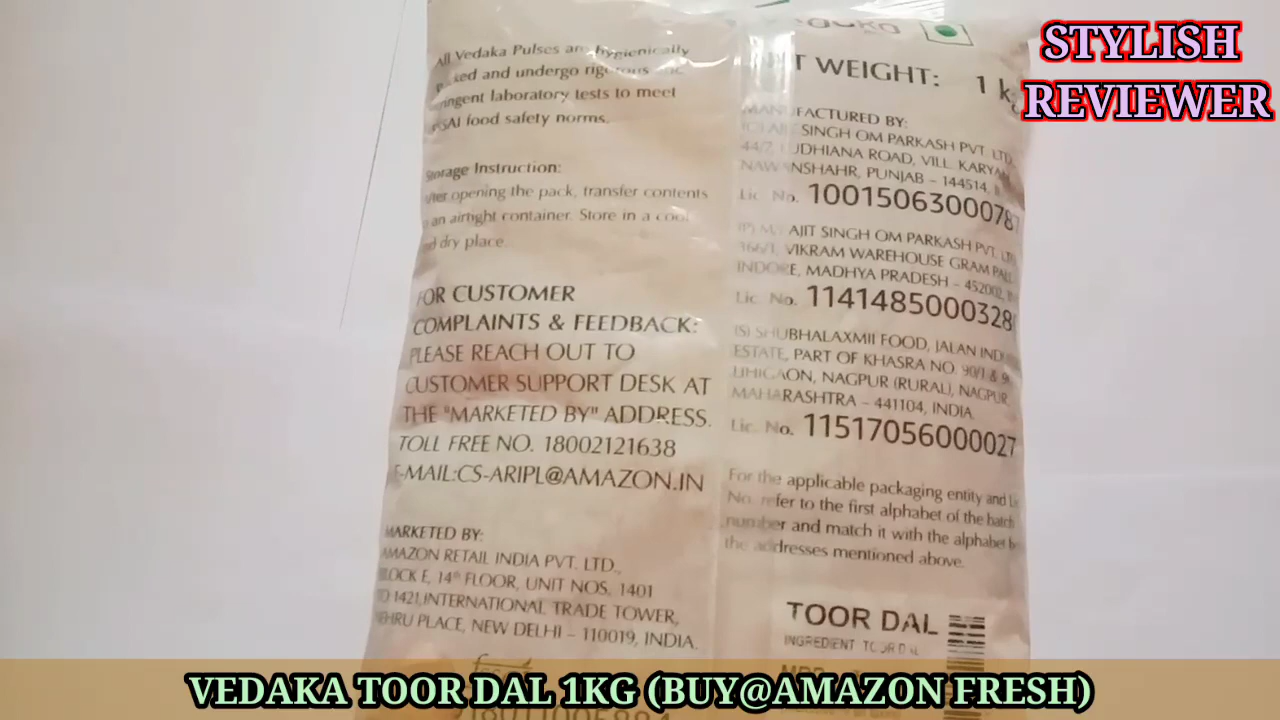 STYLISH
REVIEWER
All Vedaka Pulses are hygienically
and undergo rigorous
laboratory tests to meet
food safety norms.
Storage Instruction:
After opening the pack, transfer contents
an airtight container. Store in a cool
dry place
FOR CUSTOMER
COMPLAINTS & FEEDBACK:
PLEASE REACH OUT TO
CUSTOMER SUPPORT DESK AT
THE "MARKETED BY" ADDRESS.
TOLL FREE NO. 18002121638
E-MAIL:CS-ARIPL@AMAZON.IN
MARKETED BY:
AMAZON RETAIL INDIA PVT. LTD.,
BLOCK E, 14th FLOOR, UNIT NOS. 1401
TO 1421,INTERNATIONAL TRADE TOWER,
NEHRU PLACE, NEW DELHI – 110019, INDIA.
WEIGHT: 1 kg
MANUFACTURED BY:
SINGH OM PARKASH PVT. LTD.
LUDHIANA ROAD, VILL. KARYAM
NAWANSHAHR, PUNJAB – 144514,
Lic. No. 10015063000787
AJIT SINGH OM PARKASH PVT. LTD.
VIKRAM WAREHOUSE GRAM
INDORE, MADHYA PRADESH – 452002,
Lic. No. 1141485000328
(S) SHUBHALAXMII FOOD, JALAN
ESTATE, PART OF KHASRA NO. 90/1 &
LIHIGAON, NAGPUR (RURAL), NAGPUR,
MAHARASHTRA – 441104, INDIA.
Lic. No. 1151705600027
For the applicable packaging entity and
No. refer to the first alphabet of the batch
number and match it with the alphabet
the addresses mentioned above.
TOOR DAL
INGREDIENT
MRP
VEDAKA TOOR DAL 1KG (BUY@AMAZON FRESH)